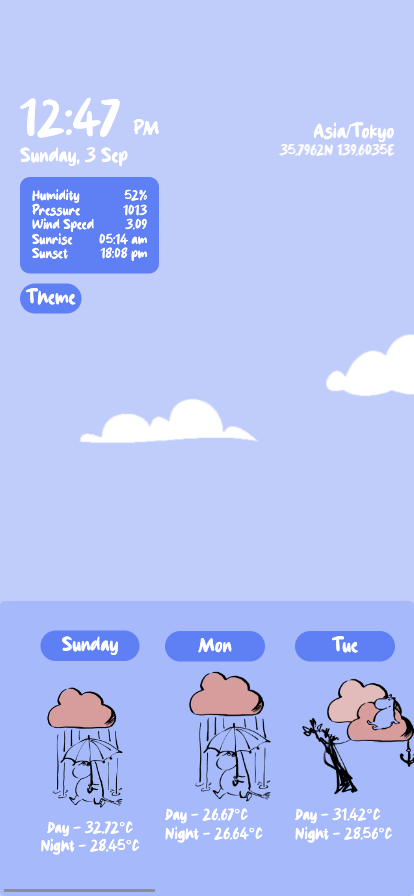 12:47 PM
Sunday, 3 Sep
Asia/Tokyo
35.7962N 139.6035E
Humidity 52%
Pressure 1013
Wind Speed 3.09
Sunrise 05:14 am
Sunset 18:08 pm
Theme
Sunday
Mon
Tue
Day - 32.72°C
Night - 28.45°C
Day - 26.67°C
Night - 26.64°C
Day - 31.42°C
Night - 28.56°C